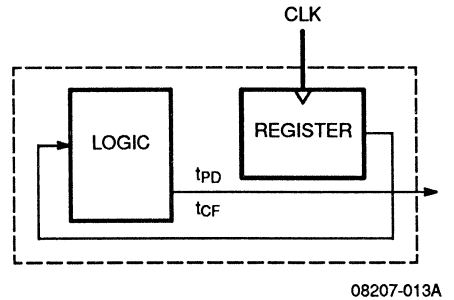 CLK
LOGIC
REGISTER
tPD
tCF
08207-013A